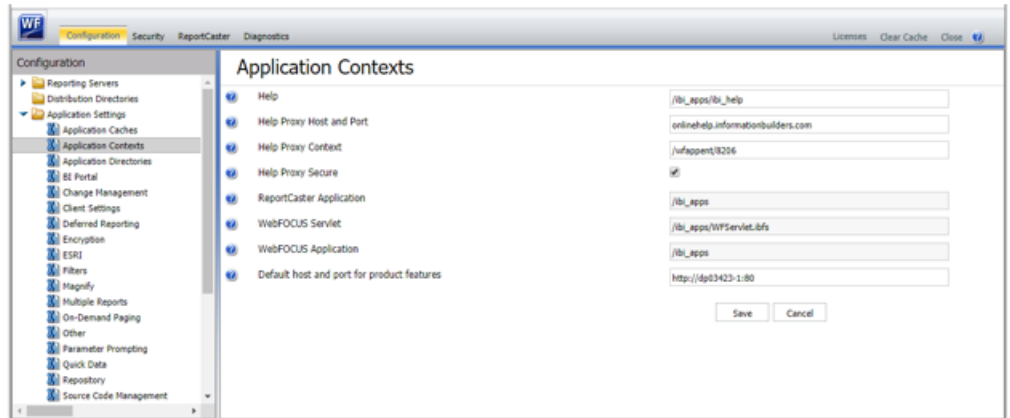 WF
Configuration Security ReportCaster Diagnostics Licenses Clear Cache Close
Configuration
Reporting Servers
Distribution Directories
Application Settings
Application Caches
Application Contexts
Application Directories
BI Portal
Change Management
Client Settings
Deferred Reporting
Encryption
ESRI
Filters
Magnify
Multiple Reports
On-Demand Paging
Other
Parameter Prompting
Quick Data
Repository
Source Code Management
Application Contexts
Help /ibi_apps/ibi_help
Help Proxy Host and Port onlinehelp.informationbuilders.com
Help Proxy Context /wfappent/8206
Help Proxy Secure
ReportCaster Application /ibi_apps
WebFOCUS Servlet /ibi_apps/WFServlet.ibfs
WebFOCUS Application /ibi_apps
Default host and port for product features http://dp03423-1:80
Save Cancel